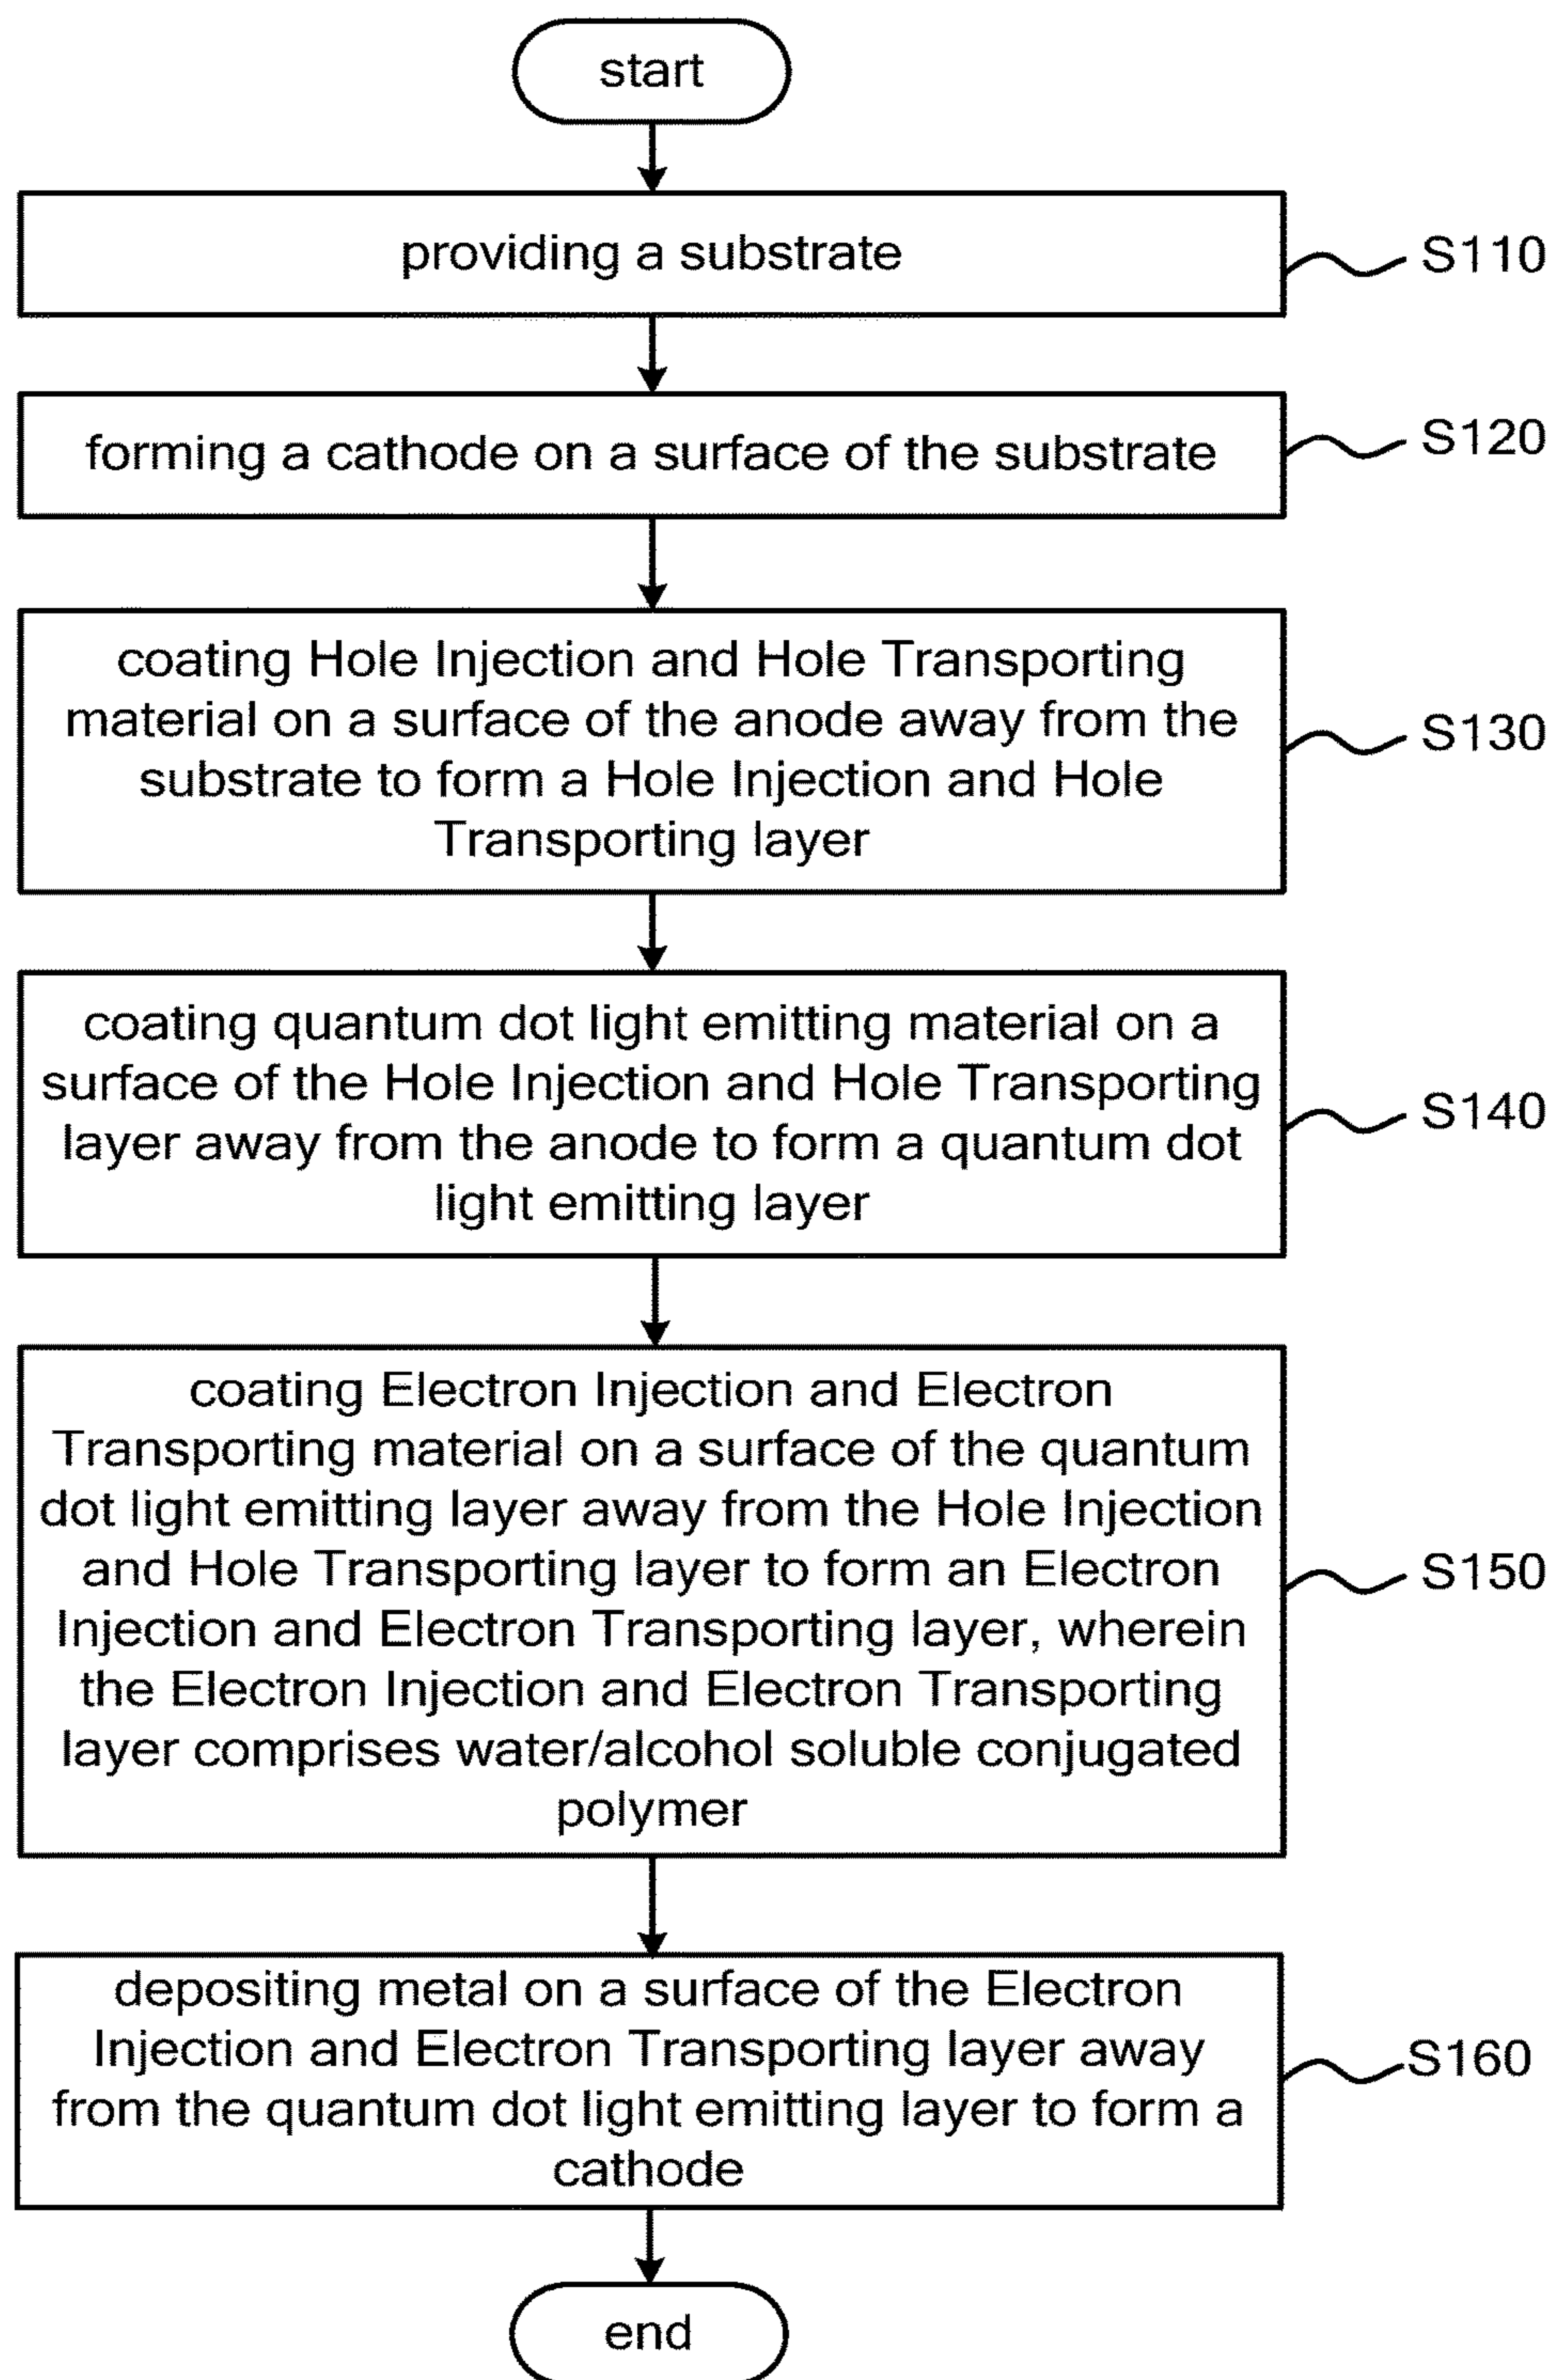 start
providing a substrate
S110
forming a cathode on a surface of the substrate
S120
coating Hole Injection and Hole Transporting
material on a surface of the anode away from the
substrate to form a Hole Injection and Hole
Transporting layer
S130
coating quantum dot light emitting material on a
surface of the Hole Injection and Hole Transporting
layer away from the anode to form a quantum dot
light emitting layer
S140
coating Electron Injection and Electron
Transporting material on a surface of the quantum
dot light emitting layer away from the Hole Injection
and Hole Transporting layer to form an Electron
Injection and Electron Transporting layer, wherein
the Electron Injection and Electron Transporting
layer comprises water/alcohol soluble conjugated
polymer
S150
depositing metal on a surface of the Electron
Injection and Electron Transporting layer away
from the quantum dot light emitting layer to form a
cathode
S160
end